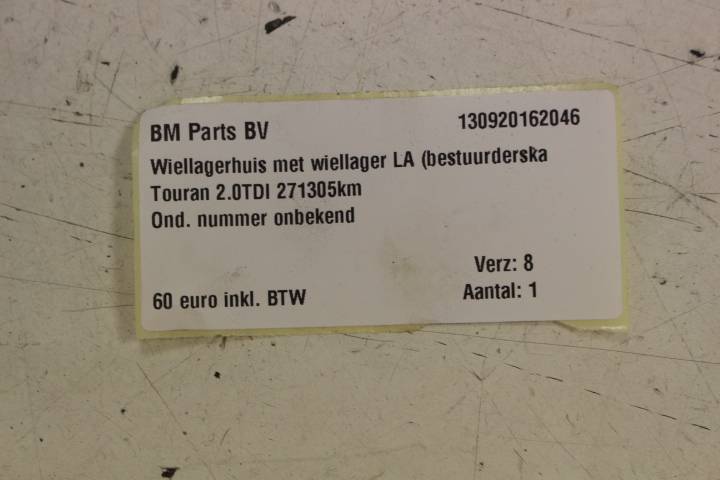 BM Parts BV 130920162046
Wiellagerhuis met wiellager LA (bestuurderska
Touran 2.0TDI 271305km
Ond. nummer onbekend
Verz: 8
60 euro inkl. BTW Aantal: 1